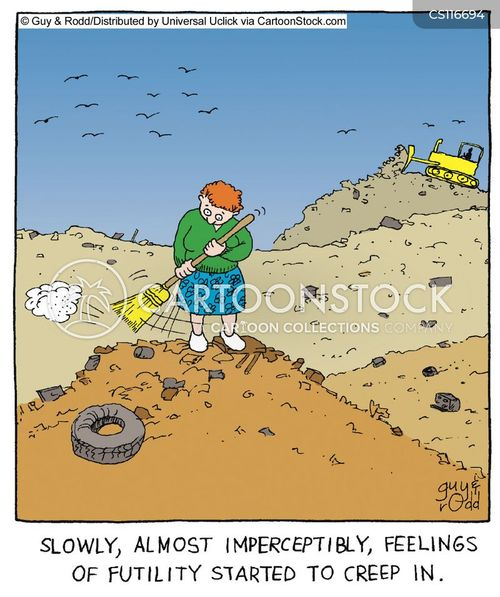 CS116694
© Guy & Rodd/Distributed by Universal Uclick via CartoonStock.com
CARTOONSTOCK
CARTOON COLLECTIONS COMPANY
guy &
rodd
SLOWLY, ALMOST IMPERCEPTIBLY, FEELINGS
OF FUTILITY STARTED TO CREEP IN.